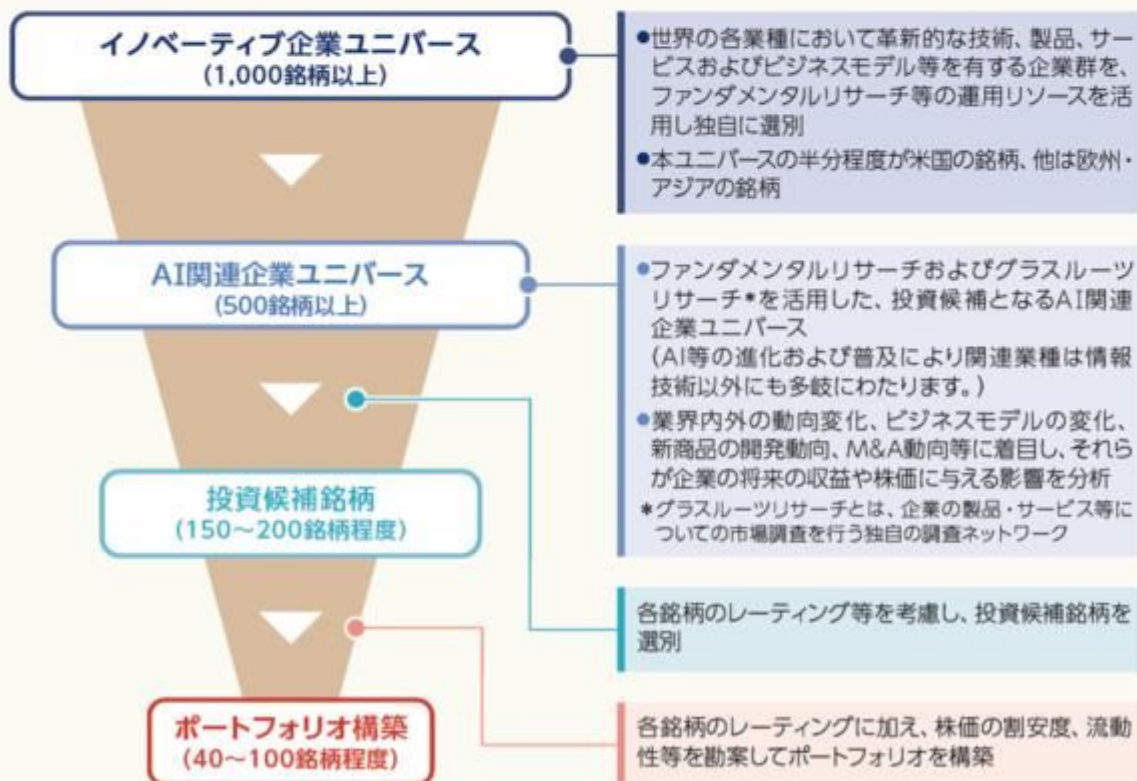 イノベーティブ企業ユニバース
(1,000銘柄以上)
●世界の各業種において革新的な技術、製品、サー
ビスおよびビジネスモデル等を有する企業群を、
ファンダメンタルリサーチ等の運用リソースを活
用し独自に選別
●本ユニバースの半分程度が米国の銘柄、他は欧州・
アジアの銘柄
AI関連企業ユニバース
(500銘柄以上)
●ファンダメンタルリサーチおよびグラスルーツ
リサーチ*を活用した、投資候補となるAI関連
企業ユニバース
(AI等の進化および普及により関連業種は情報
技術以外にも多岐にわたります。)
●業界内外の動向変化、ビジネスモデルの変化、
新商品の開発動向、M&A動向等に着目し、それら
が企業の将来の収益や株価に与える影響を分析
*グラスルーツリサーチとは、企業の製品・サービス等に
ついての市場調査を行う独自の調査ネットワーク
投資候補銘柄
(150～200銘柄程度)
各銘柄のレーティング等を考慮し、投資候補銘柄を
選別
ポートフォリオ構築
(40～100銘柄程度)
各銘柄のレーティングに加え、株価の割安度、流動
性等を勘案してポートフォリオを構築